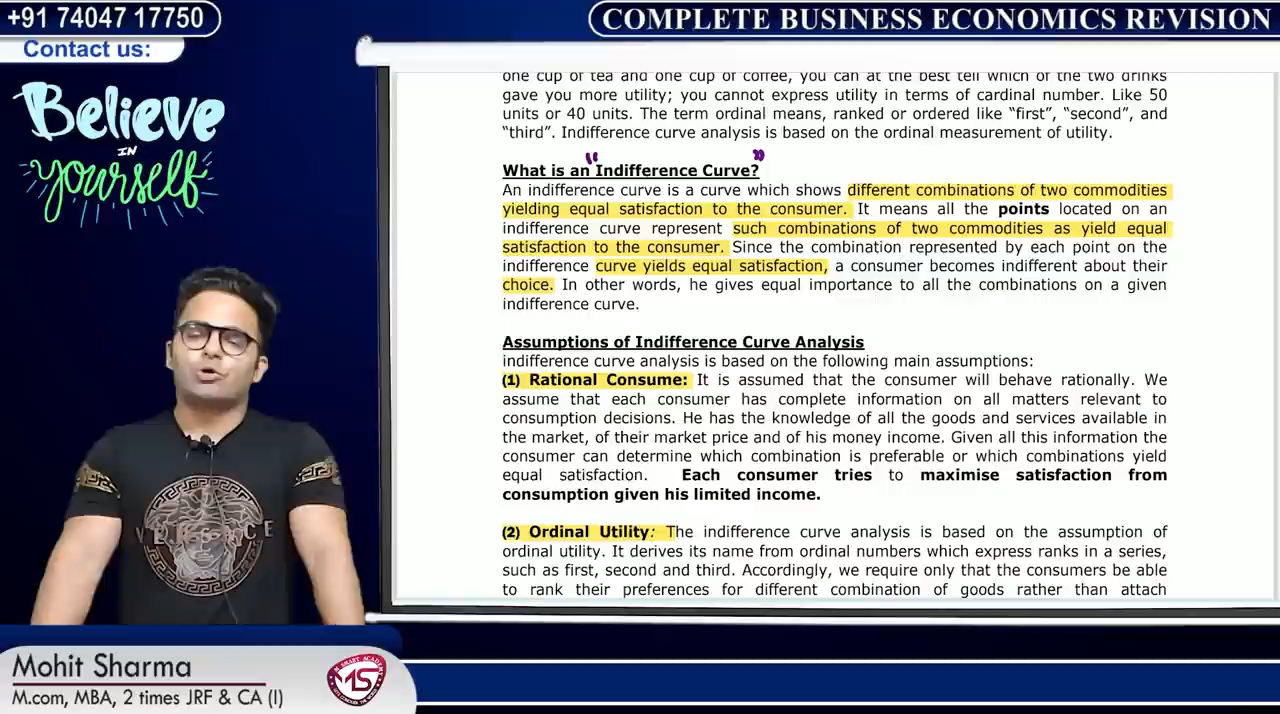 +91 74047 17750
Contact us:
COMPLETE BUSINESS ECONOMICS REVISION
Believe
IN
yourself
one cup of tea and one cup of coffee, you can at the best tell which of the two drinks
gave you more utility; you cannot express utility in terms of cardinal number. Like 50
units or 40 units. The term ordinal means, ranked or ordered like “first”, “second”, and
“third”. Indifference curve analysis is based on the ordinal measurement of utility.
What is an "Indifference Curve?"
An indifference curve is a curve which shows different combinations of two commodities
yielding equal satisfaction to the consumer. It means all the points located on an
indifference curve represent such combinations of two commodities as yield equal
satisfaction to the consumer. Since the combination represented by each point on the
indifference curve yields equal satisfaction, a consumer becomes indifferent about their
choice. In other words, he gives equal importance to all the combinations on a given
indifference curve.
Assumptions of Indifference Curve Analysis
indifference curve analysis is based on the following main assumptions:
(1) Rational Consume: It is assumed that the consumer will behave rationally. We
assume that each consumer has complete information on all matters relevant to
consumption decisions. He has the knowledge of all the goods and services available in
the market, of their market price and of his money income. Given all this information the
consumer can determine which combination is preferable or which combinations yield
equal satisfaction. Each consumer tries to maximise satisfaction from
consumption given his limited income.
(2) Ordinal Utility: The indifference curve analysis is based on the assumption of
ordinal utility. It derives its name from ordinal numbers which express ranks in a series,
such as first, second and third. Accordingly, we require only that the consumers be able
to rank their preferences for different combination of goods rather than attach
VERSACE
Mohit Sharma
M.com, MBA, 2 times JRF & CA (I)
MS